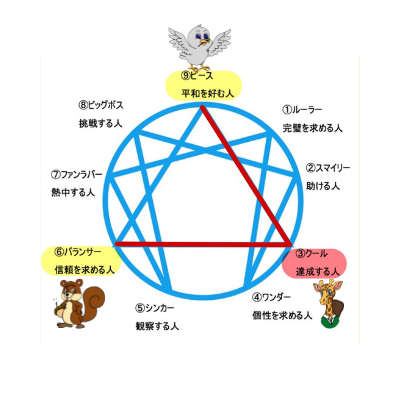 ⑨ピース
平和を好む人
⑧ビッグボス
挑戦する人
①ルーラー
完璧を求める人
⑦ファンラバー
熱中する人
②スマイリー
助ける人
⑥バランサー
信頼を求める人
③クール
達成する人
⑤シンカー
観察する人
④ワンダー
個性を求める人